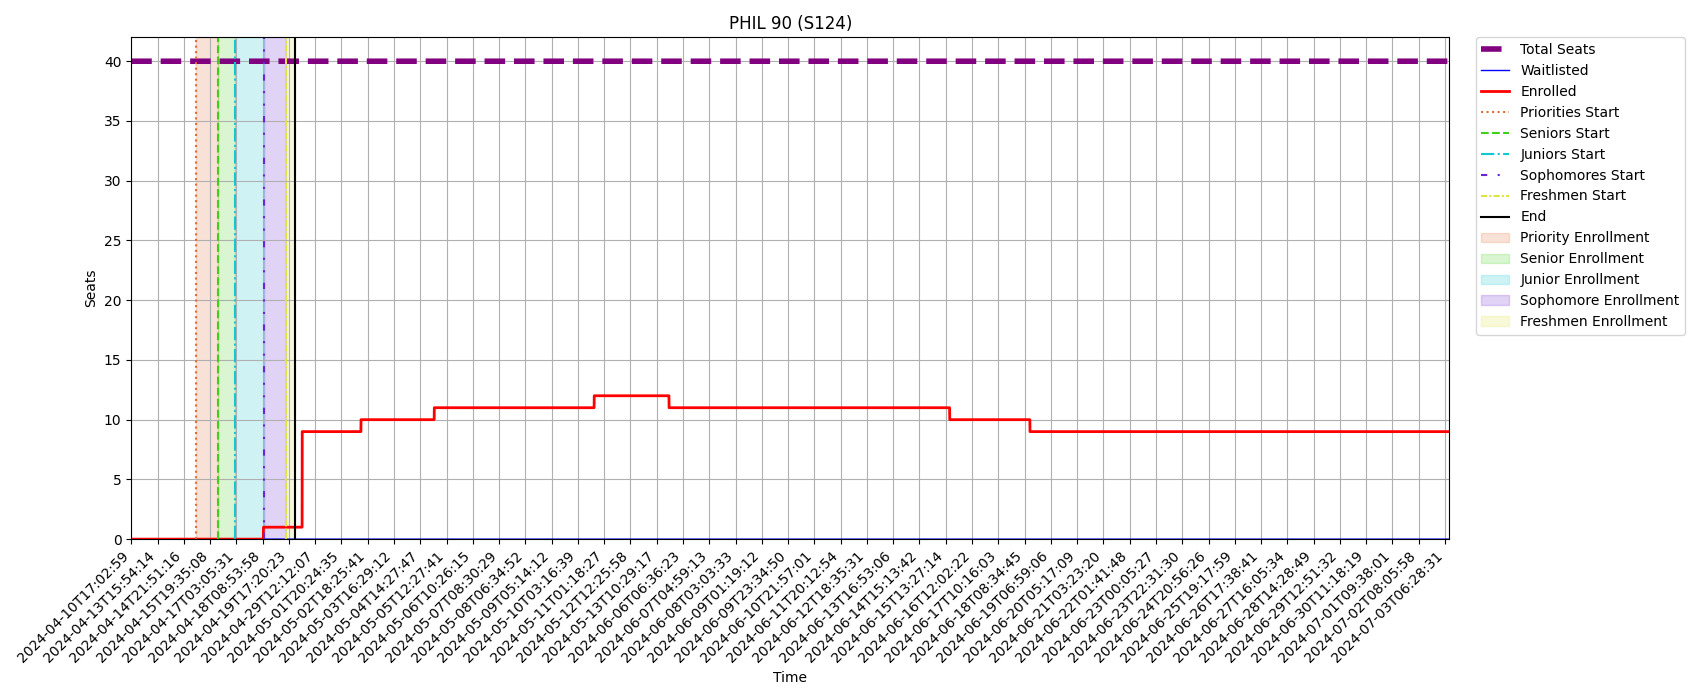 PHIL 90 (S124)
Seats
40
35
30
25
20
15
10
5
0
2024-04-10T17:02:59
2024-04-13T15:54:14
2024-04-14T21:51:16
2024-04-15T19:35:08
2024-04-17T03:05:31
2024-04-18T08:53:58
2024-04-19T17:20:23
2024-04-29T12:12:07
2024-05-01T20:24:35
2024-05-02T18:25:41
2024-05-03T16:29:12
2024-05-04T14:27:47
2024-05-05T12:27:41
2024-05-06T10:26:15
2024-05-07T08:30:29
2024-05-08T06:34:52
2024-05-09T05:14:12
2024-05-10T03:16:39
2024-05-11T01:18:27
2024-05-12T12:25:58
2024-05-13T10:29:17
2024-06-06T06:36:23
2024-06-07T04:59:13
2024-06-08T03:03:33
2024-06-09T01:19:12
2024-06-09T23:34:50
2024-06-10T21:57:01
2024-06-11T20:12:54
2024-06-12T18:35:31
2024-06-13T16:53:06
2024-06-14T15:13:42
2024-06-15T13:27:14
2024-06-16T12:02:22
2024-06-17T10:16:03
2024-06-18T08:34:45
2024-06-19T06:59:06
2024-06-20T05:17:09
2024-06-21T03:23:20
2024-06-22T01:41:48
2024-06-23T00:05:27
2024-06-23T22:31:30
2024-06-24T20:56:26
2024-06-25T19:17:59
2024-06-26T17:38:41
2024-06-27T16:05:34
2024-06-28T14:28:49
2024-06-29T12:51:32
2024-06-30T11:18:19
2024-07-01T09:38:01
2024-07-02T08:05:58
2024-07-03T06:28:31
Time
Total Seats
Waitlisted
Enrolled
Priorities Start
Seniors Start
Juniors Start
Sophomores Start
Freshmen Start
End
Priority Enrollment
Senior Enrollment
Junior Enrollment
Sophomore Enrollment
Freshmen Enrollment